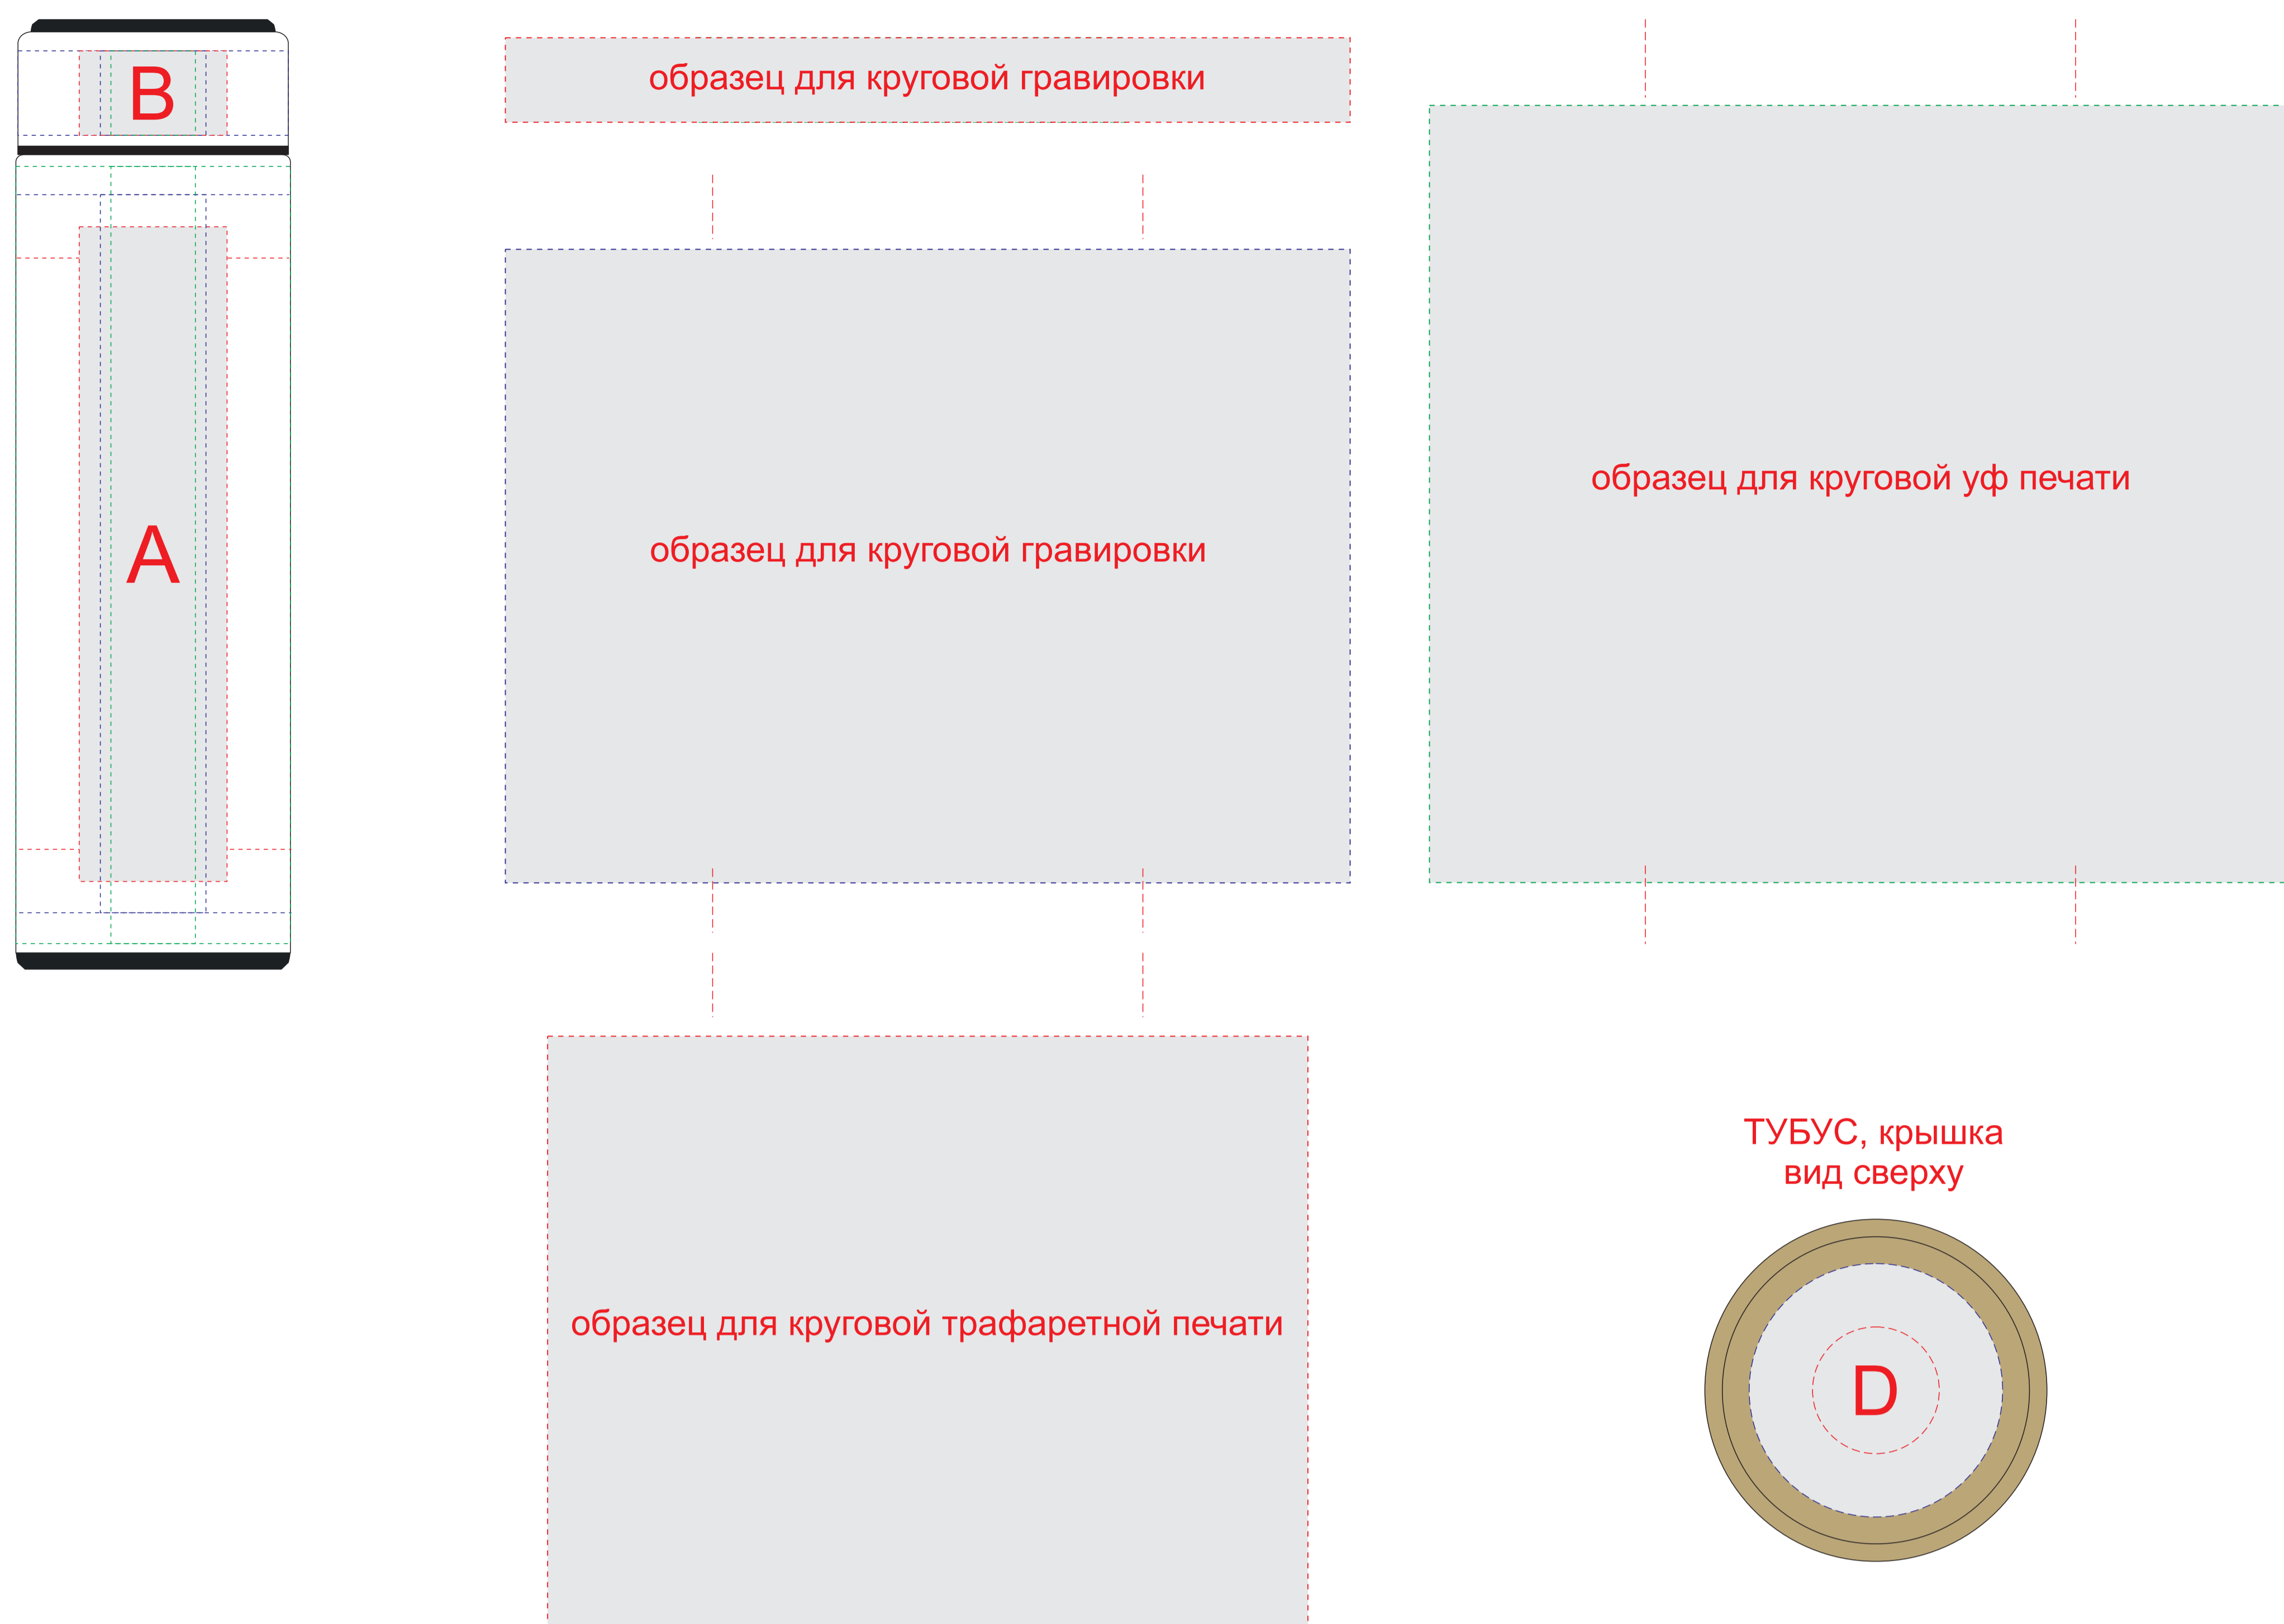 B
A
образец для круговой гравировки
образец для круговой гравировки
образец для круговой трафаретной печати
образец для круговой уф печати
ТУБУС, крышка
вид сверху
D